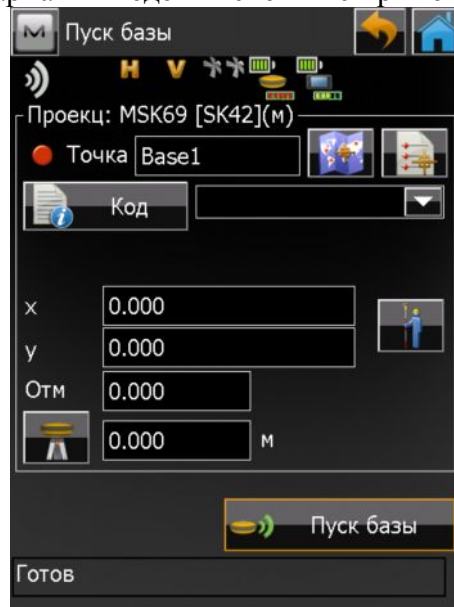 Пуск базы
H V
Проекц: MSK69 [SK42](м)
Точка Base1
Код
x 0.000
y 0.000
Отм 0.000
0.000 м
Пуск базы
Готов